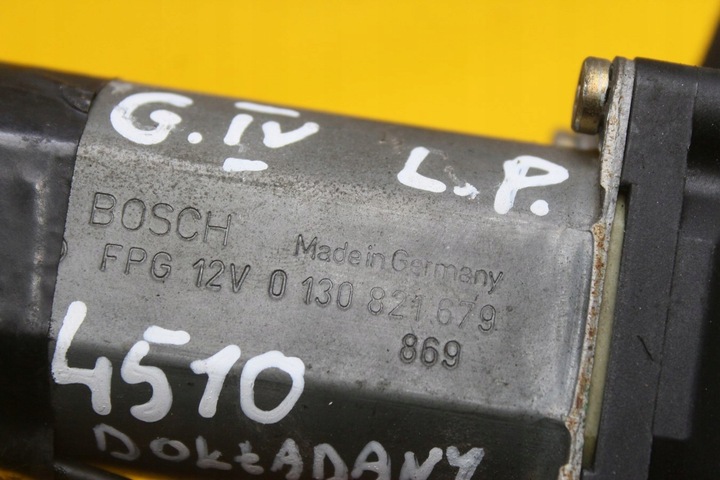 G.IV L.P.
BOSCH
Made in Germany
FPG 12V 0 130 821 679
869
4510
DOKŁADANY